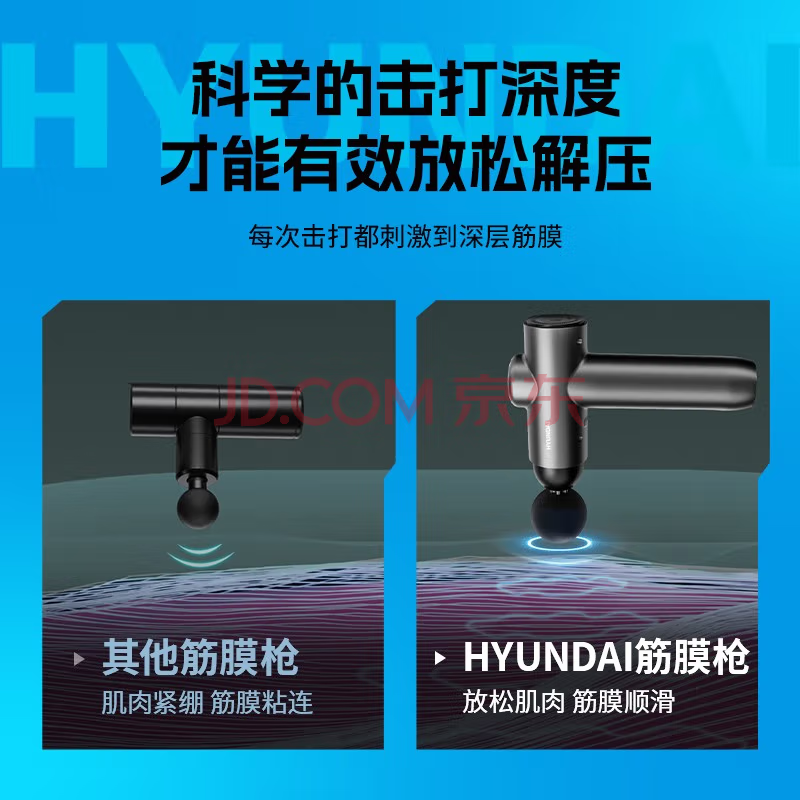 HYUNDAI
科学的击打深度
才能有效放松解压
每次击打都刺激到深层筋膜
JD.COM 京东
其他筋膜枪
肌肉紧绷 筋膜粘连
HYUNDAI筋膜枪
放松肌肉 筋膜顺滑